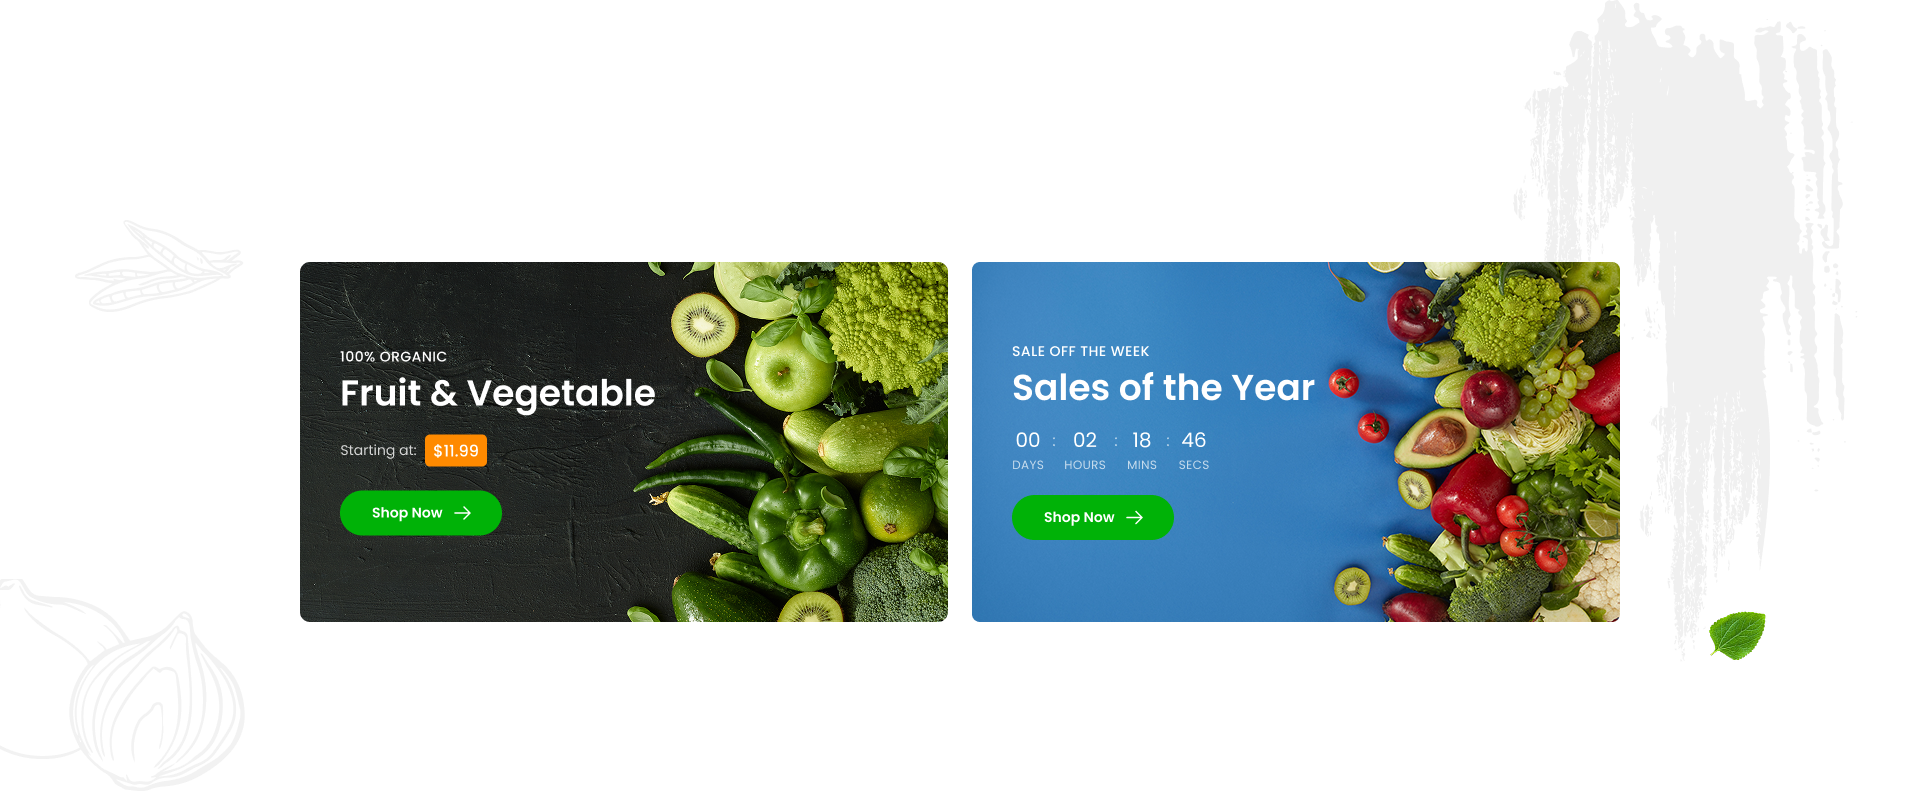 100% ORGANIC
Fruit & Vegetable
Starting at: $11.99
Shop Now
SALE OFF THE WEEK
Sales of the Year
00 : 02 : 18 : 46
DAYS HOURS MINS SECS
Shop Now